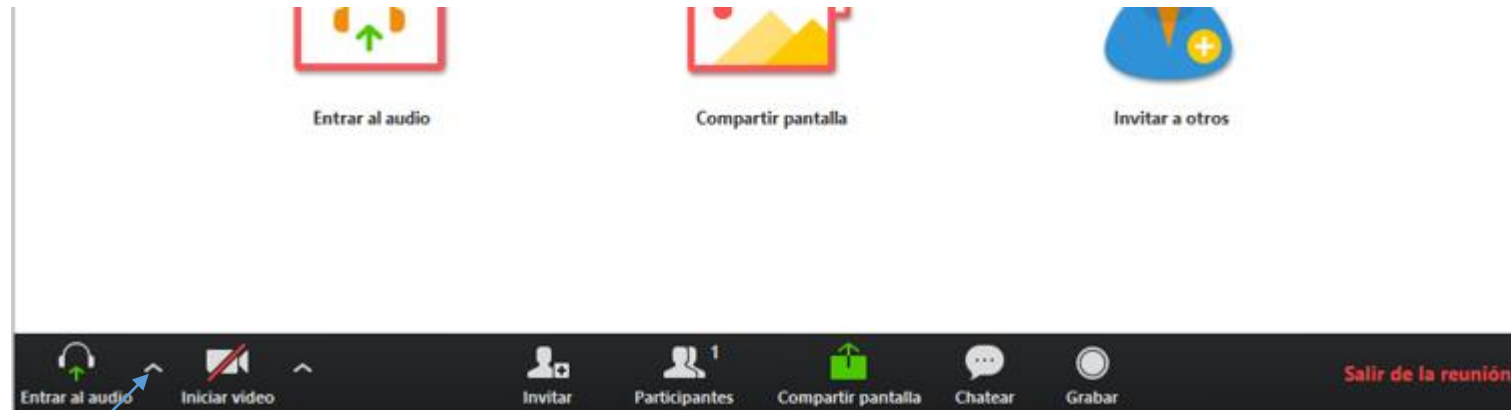 Entrar al audio
Compartir pantalla
Invitar a otros
Entrar al audio
Iniciar video
Invitar
Participantes
1
Compartir pantalla
Chatear
Grabar
Salir de la reunión